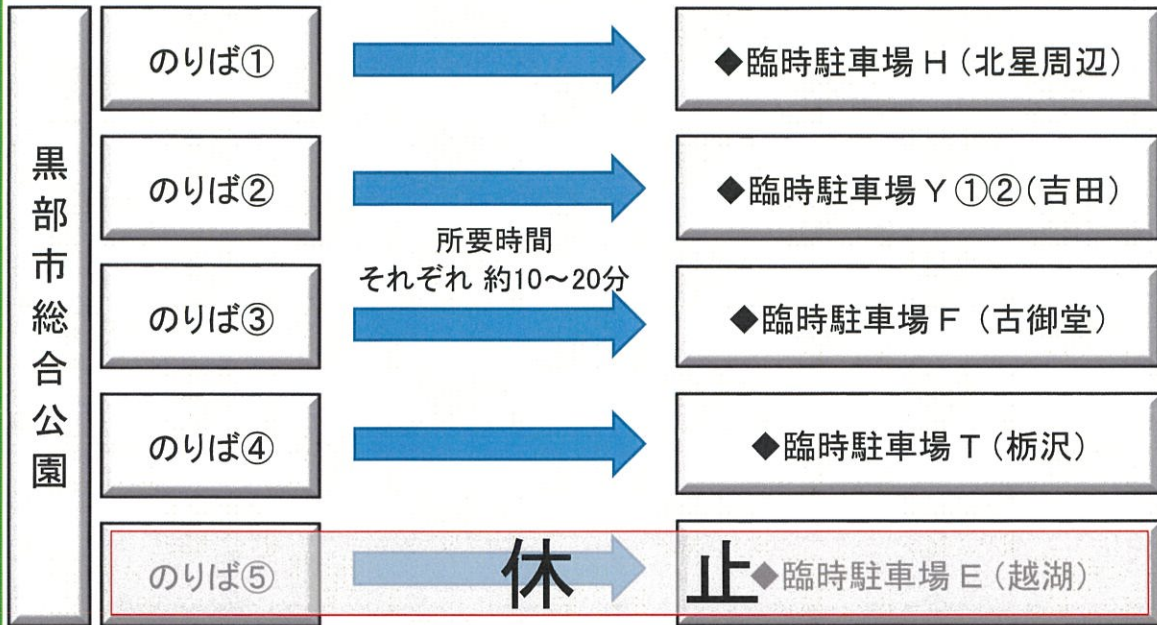 黒部市総合公園
のりば①
◆臨時駐車場 H (北星周辺)
のりば②
◆臨時駐車場 Y ①②(吉田)
所要時間
それぞれ 約10～20分
のりば③
◆臨時駐車場 F (古御堂)
のりば④
◆臨時駐車場 T (栃沢)
のりば⑤
休止
◆臨時駐車場 E (越湖)